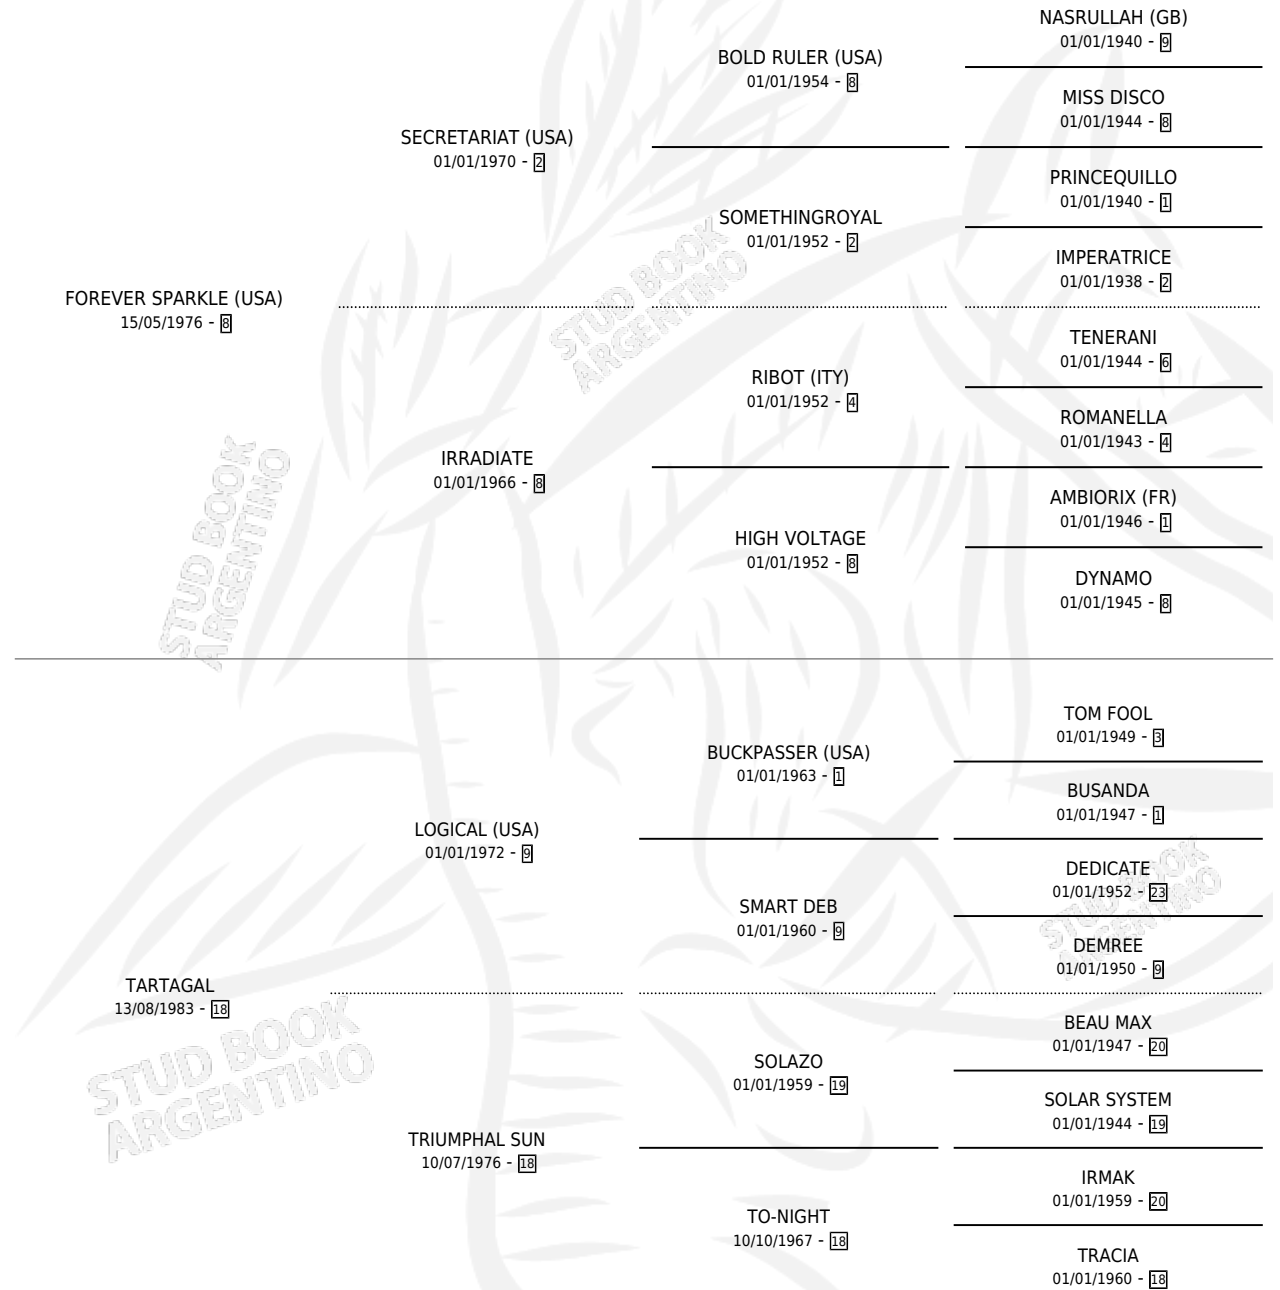 NASRULLAH (GB)
01/01/1940 - 9
BOLD RULER (USA)
01/01/1954 - 8
MISS DISCO
01/01/1944 - 8
SECRETARIAT (USA)
01/01/1970 - 2
PRINCEQUILLO
01/01/1940 - 1
SOMETHINGROYAL
01/01/1952 - 2
IMPERATRICE
01/01/1938 - 2
FOREVER SPARKLE (USA)
15/05/1976 - 8
TENERANI
01/01/1944 - 6
RIBOT (ITY)
01/01/1952 - 4
ROMANELLA
01/01/1943 - 4
IRRADIATE
01/01/1966 - 8
AMBIORIX (FR)
01/01/1946 - 1
HIGH VOLTAGE
01/01/1952 - 8
DYNAMO
01/01/1945 - 8
TOM FOOL
01/01/1949 - 3
BUCKPASSER (USA)
01/01/1963 - 1
BUSANDA
01/01/1947 - 1
LOGICAL (USA)
01/01/1972 - 9
DEDICATE
01/01/1952 - 23
SMART DEB
01/01/1960 - 9
DEMREE
01/01/1950 - 9
TARTAGAL
13/08/1983 - 18
BEAU MAX
01/01/1947 - 20
SOLAZO
01/01/1959 - 19
SOLAR SYSTEM
01/01/1944 - 19
TRIUMPHAL SUN
10/07/1976 - 18
IRMAK
01/01/1959 - 20
TO-NIGHT
10/10/1967 - 18
TRACIA
01/01/1960 - 18
STUD BOOK
ARGENTINO
STUD BOOK
ARGENTINO
STUD BOOK
ARGENTINO
STUD BOOK
ARGENTINO